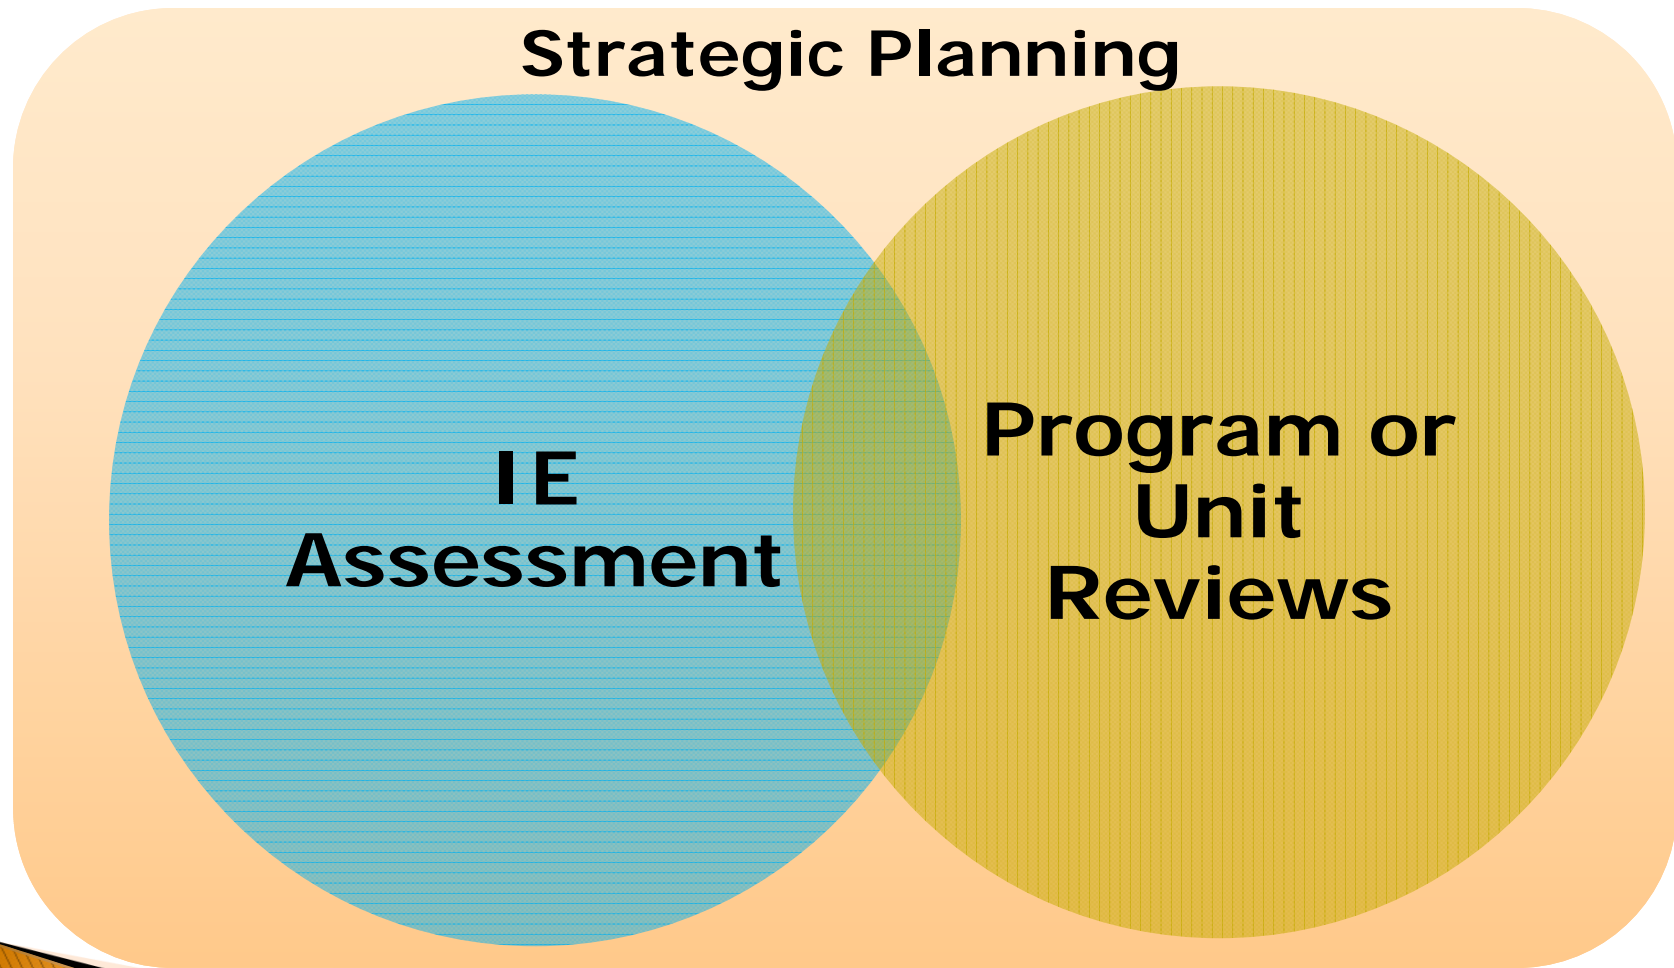 Strategic Planning
IE
Assessment
Program or
Unit
Reviews